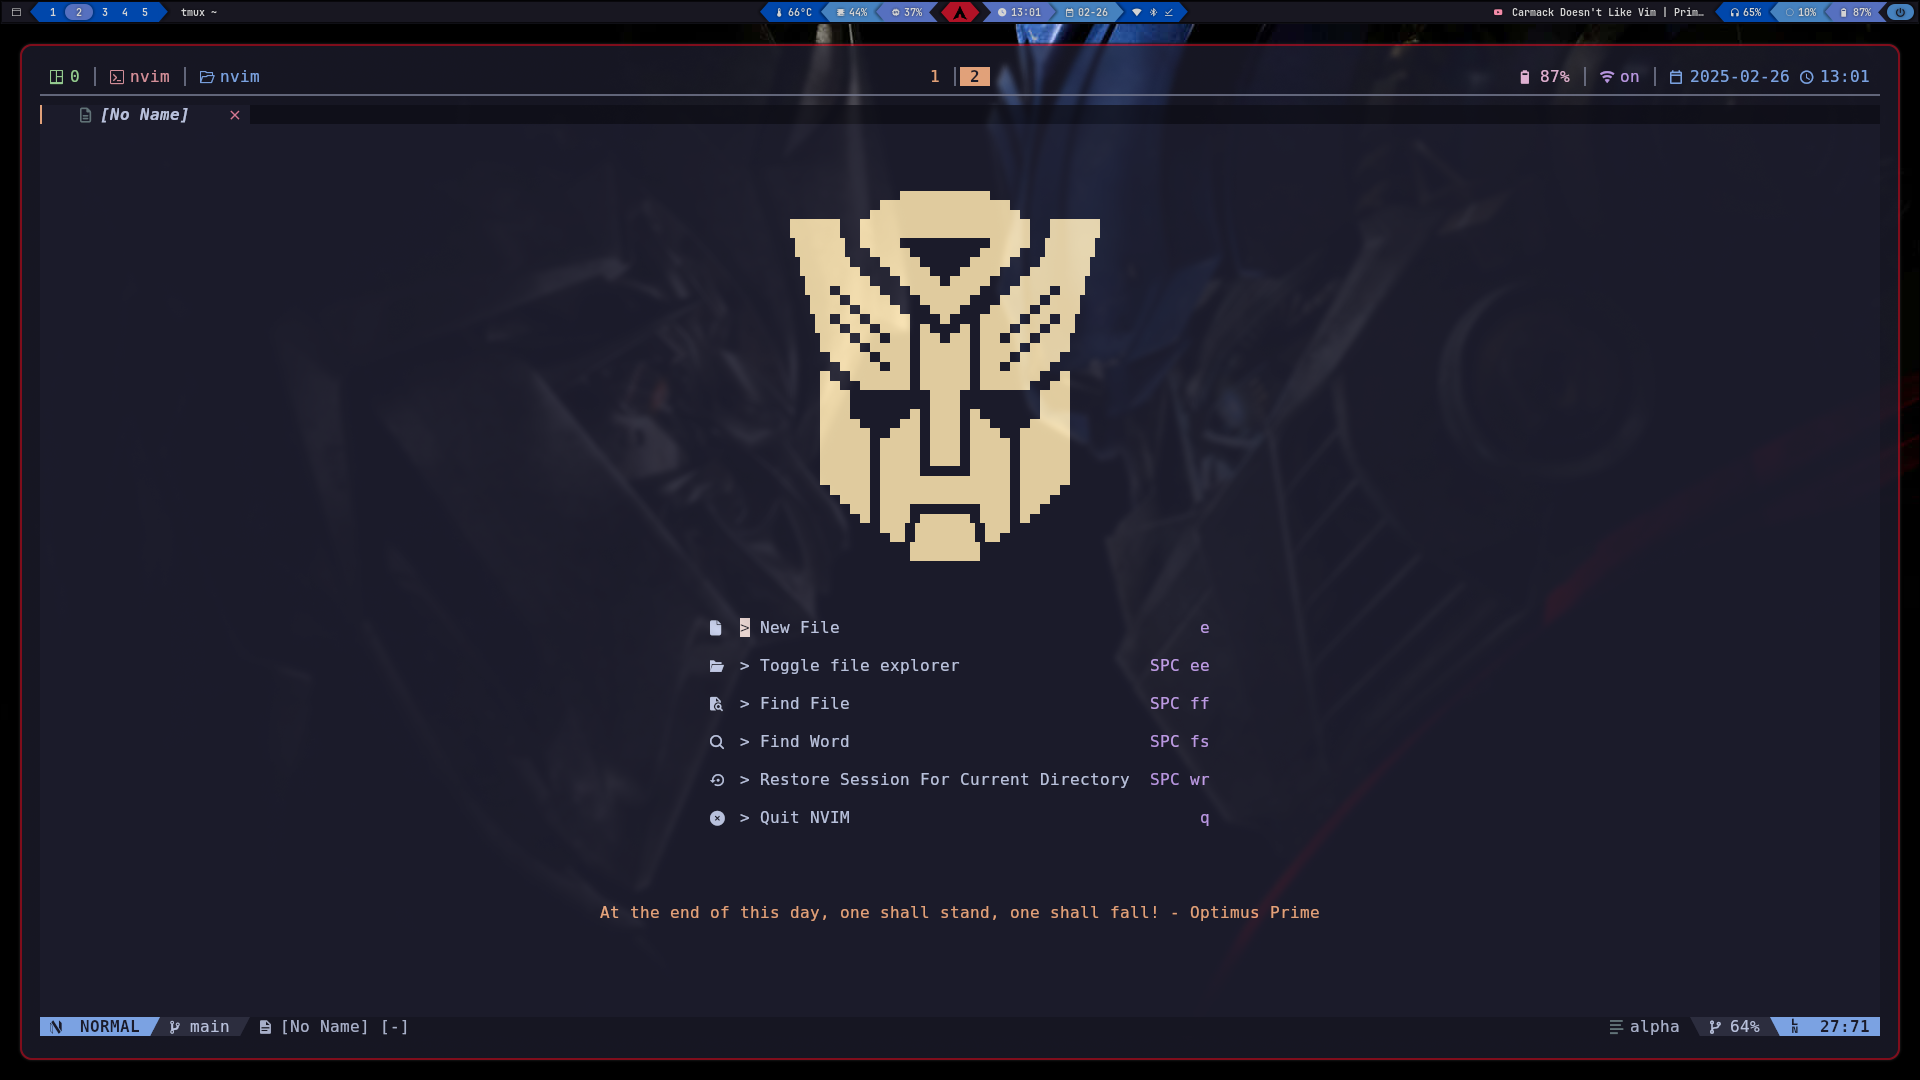 1 2 3 4 5 tmux ~ 66°C 44% 37% 13:01 02-26 Carmack Doesn't Like Vim | Prim… 65% 10% 87%
0 nvim nvim 1 2 87% on 2025-02-26 13:01
[No Name]
> New File e
> Toggle file explorer SPC ee
> Find File SPC ff
> Find Word SPC fs
> Restore Session For Current Directory SPC wr
> Quit NVIM q
At the end of this day, one shall stand, one shall fall! - Optimus Prime
NORMAL main [No Name] [-] alpha 64% LN 27:71